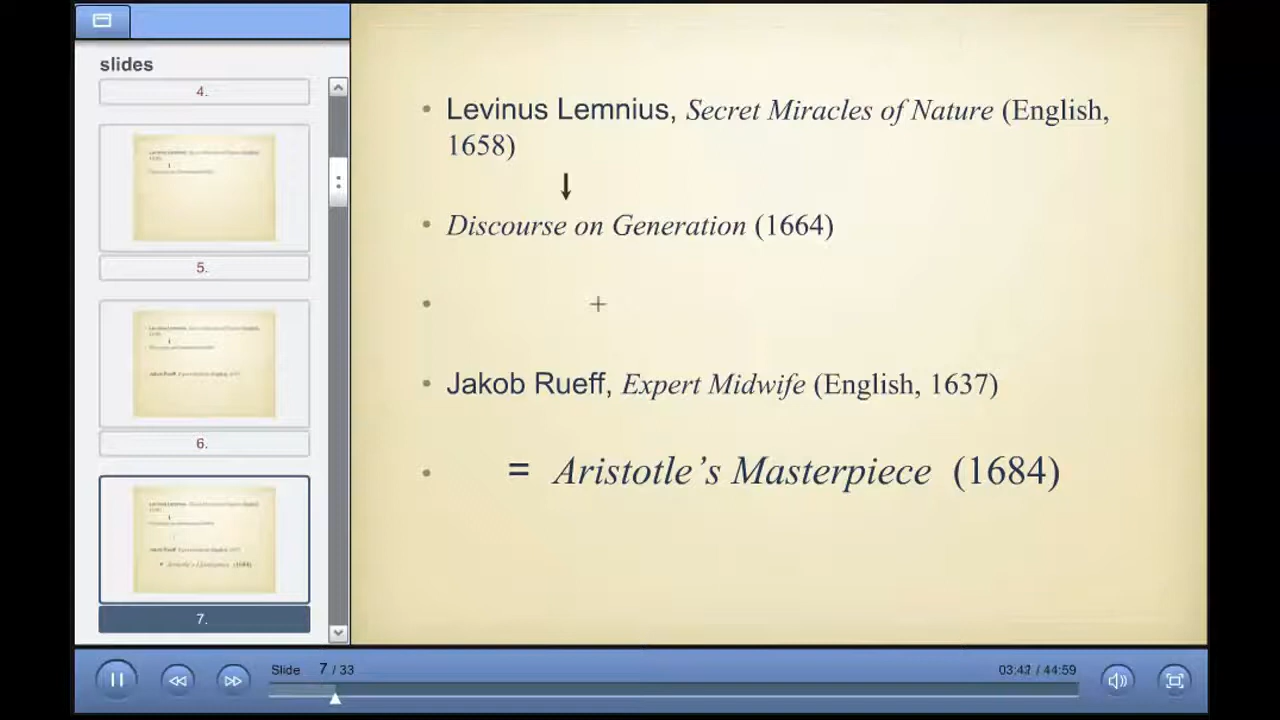 slides
4.
5.
6.
7.
• Levinus Lemnius, Secret Miracles of Nature (English,
1658)
↓
• Discourse on Generation (1664)
• +
• Jakob Rueff, Expert Midwife (English, 1637)
• = Aristotle’s Masterpiece (1684)
Slide 7 / 33
03:42 / 44:59